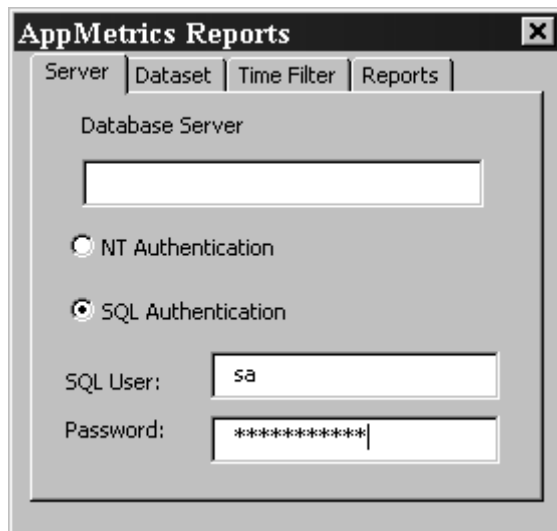 AppMetrics Reports
Server Dataset Time Filter Reports
Database Server
NT Authentication
SQL Authentication
SQL User: sa
Password: ***********